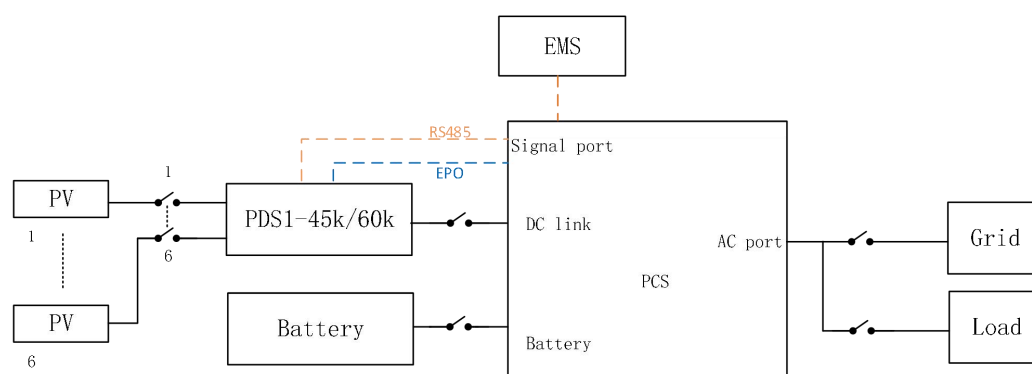 EMS
RS485
Signal port
EPO
1
PV
1
PDS1-45k/60k
DC link
AC port
Grid
6
PCS
PV
6
Battery
Battery
Load